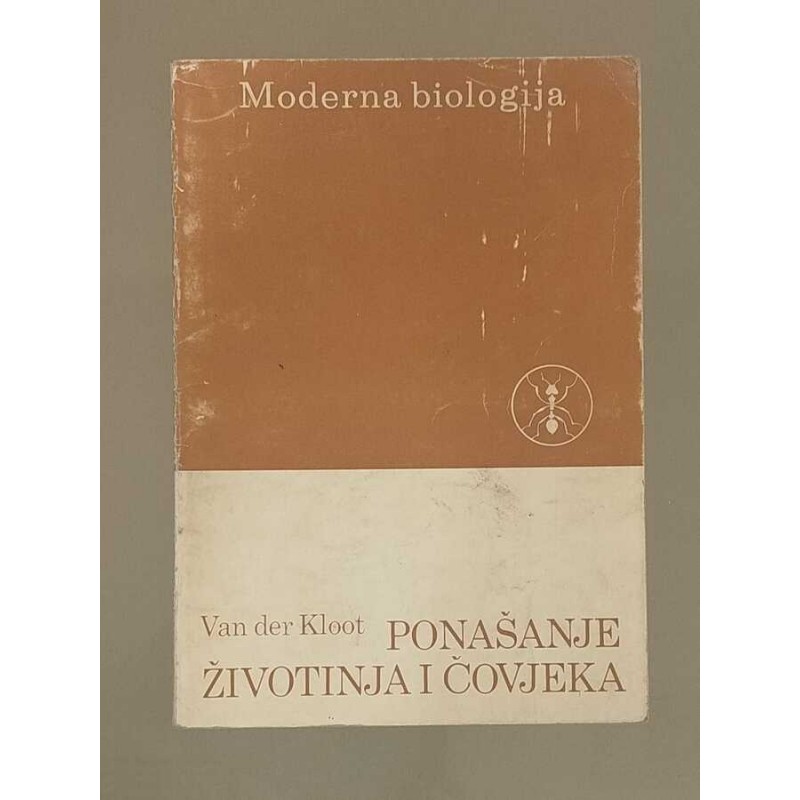 Moderna biologija
Van der Kloot PONAŠANJE
ŽIVOTINJA I ČOVJEKA